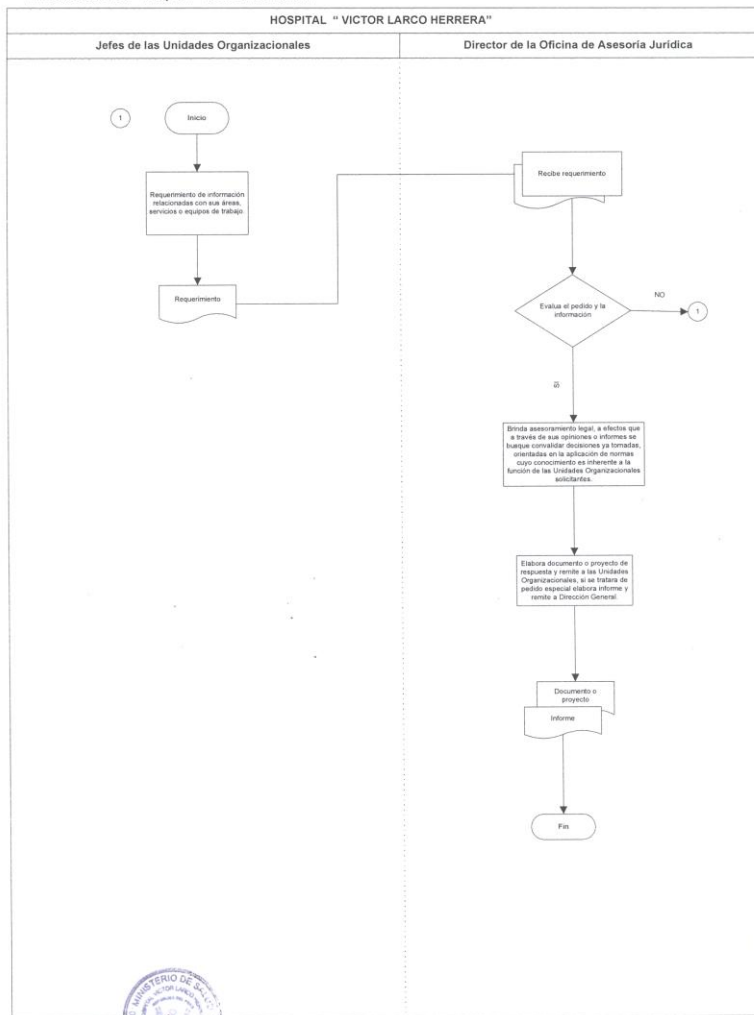 HOSPITAL “ VICTOR LARCO HERRERA”
Jefes de las Unidades Organizacionales
Director de la Oficina de Asesoría Jurídica
1
Inicio
Requerimiento de información
relacionadas con sus áreas,
servicios o equipos de trabajo.
Requerimiento
Recibe requerimiento
Evalua el pedido y la
información
NO
1
SI
Brinda asesoramiento legal, a efectos que
a través de sus opiniones o informes se
busque convalidar decisiones ya tomadas,
orientadas en la aplicación de normas
cuyo conocimiento es inherente a la
función de las Unidades Organizacionales
solicitantes.
Elabora documento o proyecto de
respuesta y remite a las Unidades
Organizacionales, si se tratara de
pedido especial elabora informe y
remite a Dirección General.
Documento o
proyecto
Informe
Fin
MINISTERIO DE